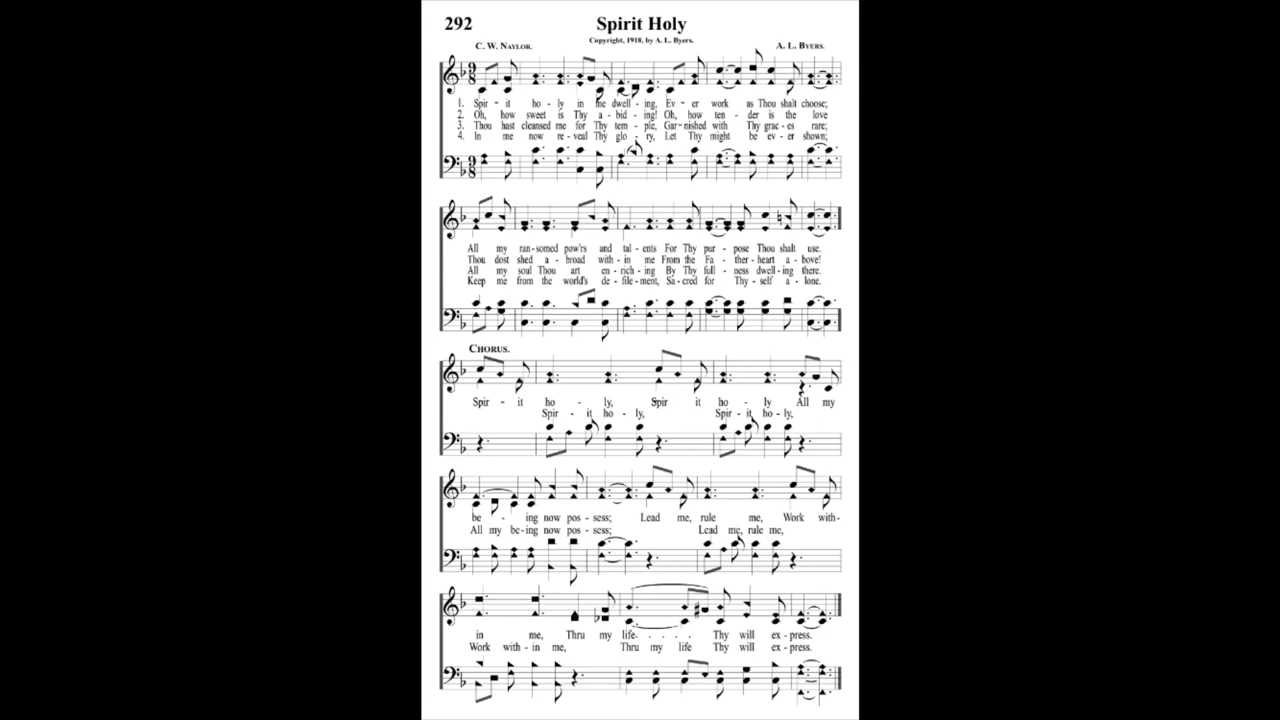 292 Spirit Holy
Copyright, 1918, by A. L. Byers.
C. W. Naylor. A. L. Byers.
1. Spir - it ho - ly in me dwell - ing, Ev - er work as Thou shalt choose;
2. Oh, how sweet is Thy a - bid - ing! Oh, how ten - der is the love
3. Thou hast cleansed me for Thy tem - ple, Gar - nished with Thy grac - es rare;
4. In me now re - veal Thy glo - ry, Let Thy might be ev - er shown;
All my ran - somed pow'rs and tal - ents For Thy pur - pose Thou shalt use.
Thou dost shed a - broad with - in me From the Fa - ther - heart a - bove!
All my soul Thou art en - rich - ing By Thy full - ness dwell - ing there.
Keep me from the world's de - file - ment, Sa - cred for Thy - self a - lone.
Chorus.
Spir - it ho - ly, Spir it ho - ly All my
Spir - it ho - ly, Spir - it ho - ly,
be - ing now pos - sess; Lead me, rule me, Work with-
All my be - ing now pos - sess; Lead me, rule me,
in me, Thru my life. . . . . Thy will ex - press.
Work with - in me, Thru my life Thy will ex - press.